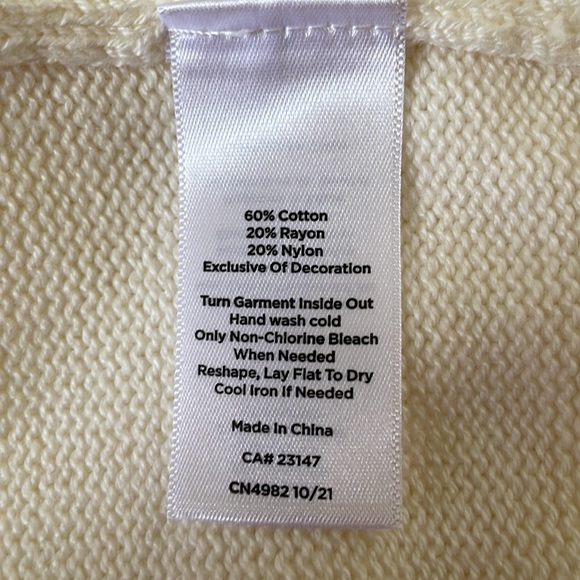 60% Cotton
20% Rayon
20% Nylon
Exclusive Of Decoration
Turn Garment Inside Out
Hand wash cold
Only Non-Chlorine Bleach
When Needed
Reshape, Lay Flat To Dry
Cool Iron If Needed
Made In China
CA# 23147
CN4982 10/21